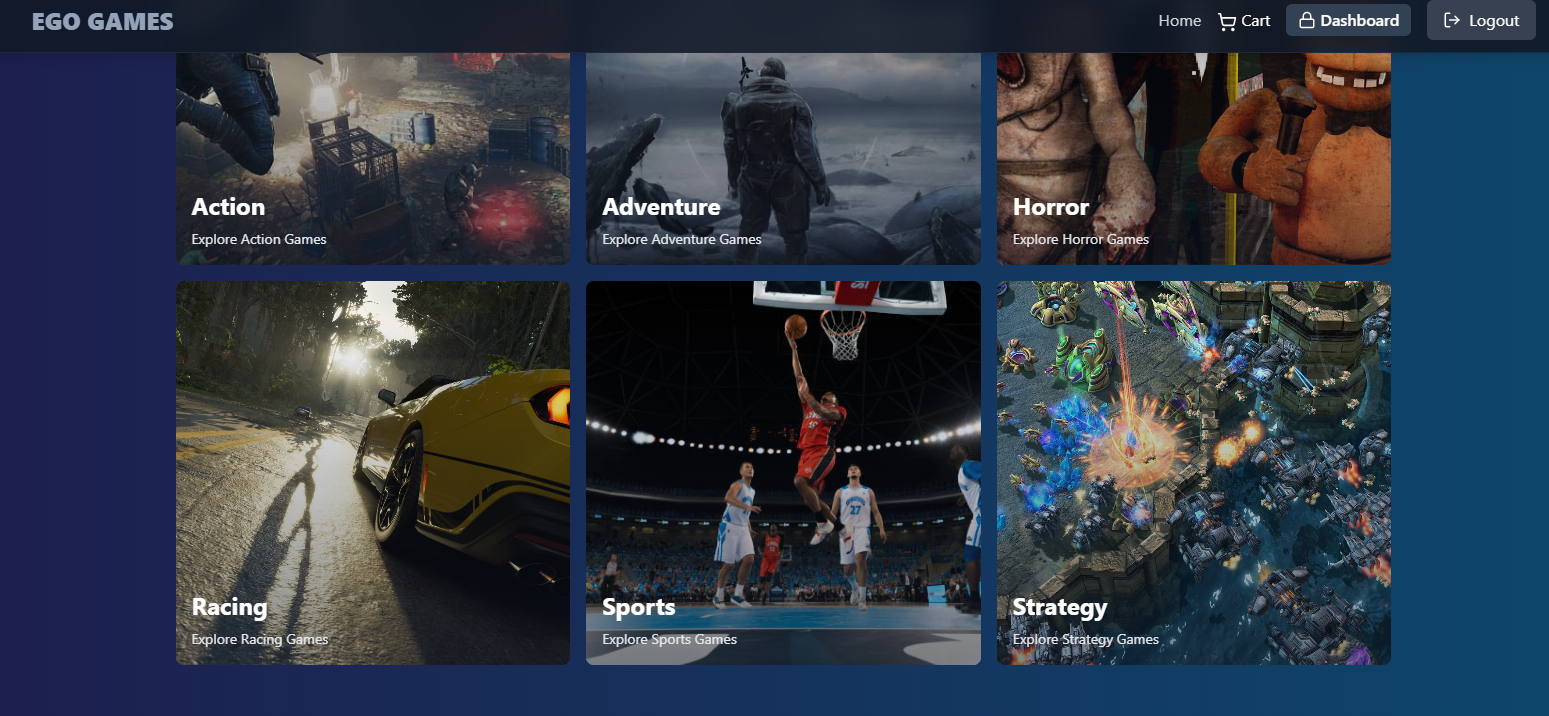 EGO GAMES
Home Cart Dashboard Logout
Action
Explore Action Games
Adventure
Explore Adventure Games
Horror
Explore Horror Games
Racing
Explore Racing Games
Sports
Explore Sports Games
27
Strategy
Explore Strategy Games